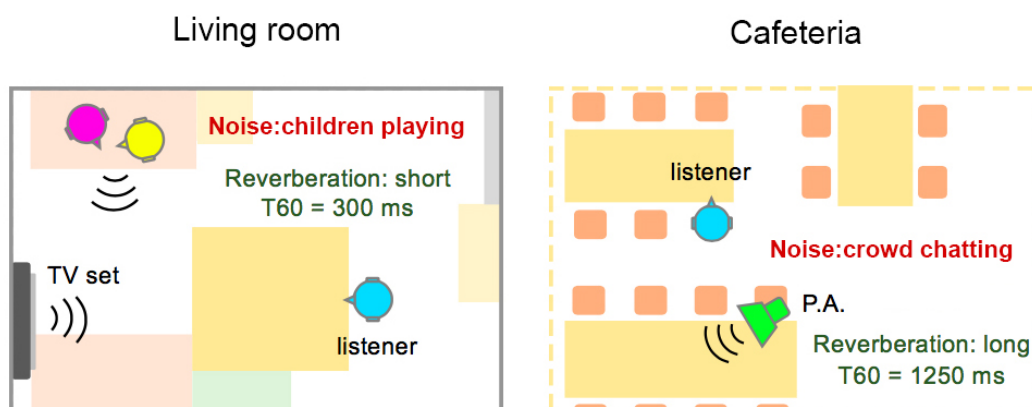 Living room
Noise:children playing
Reverberation: short
T60 = 300 ms
TV set
listener
Cafeteria
listener
Noise:crowd chatting
P.A.
Reverberation: long
T60 = 1250 ms